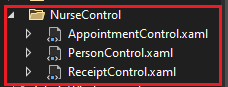 NurseControl
AppointmentControl.xaml
PersonControl.xaml
ReceiptControl.xaml